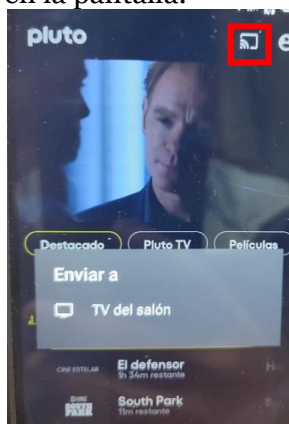 en la pantalla.
pluto
Destacado
Pluto TV
Películas
Enviar a
TV del salón
CINE ESTELAR
El defensor
1h 34m restante
South Park
11m restante